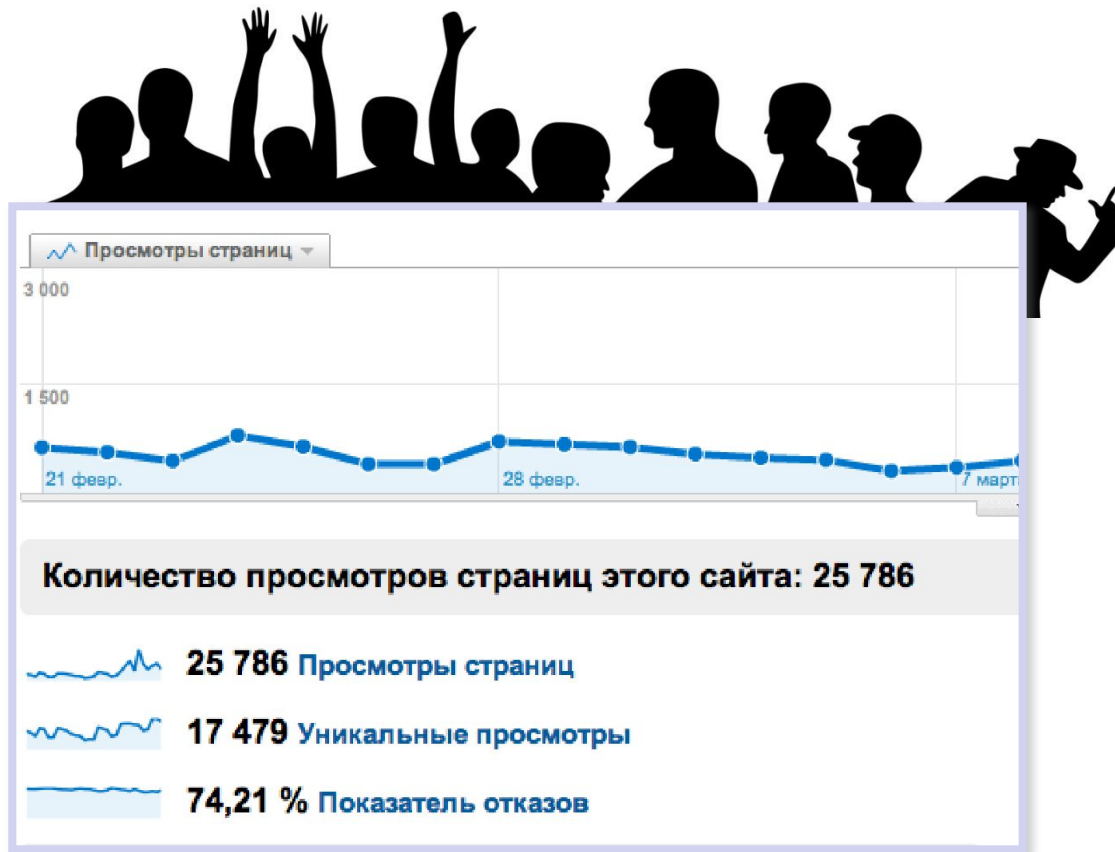 Просмотры страниц
3 000
1 500
21 февр.
28 февр.
7 март
Количество просмотров страниц этого сайта: 25 786
25 786 Просмотры страниц
17 479 Уникальные просмотры
74,21 % Показатель отказов